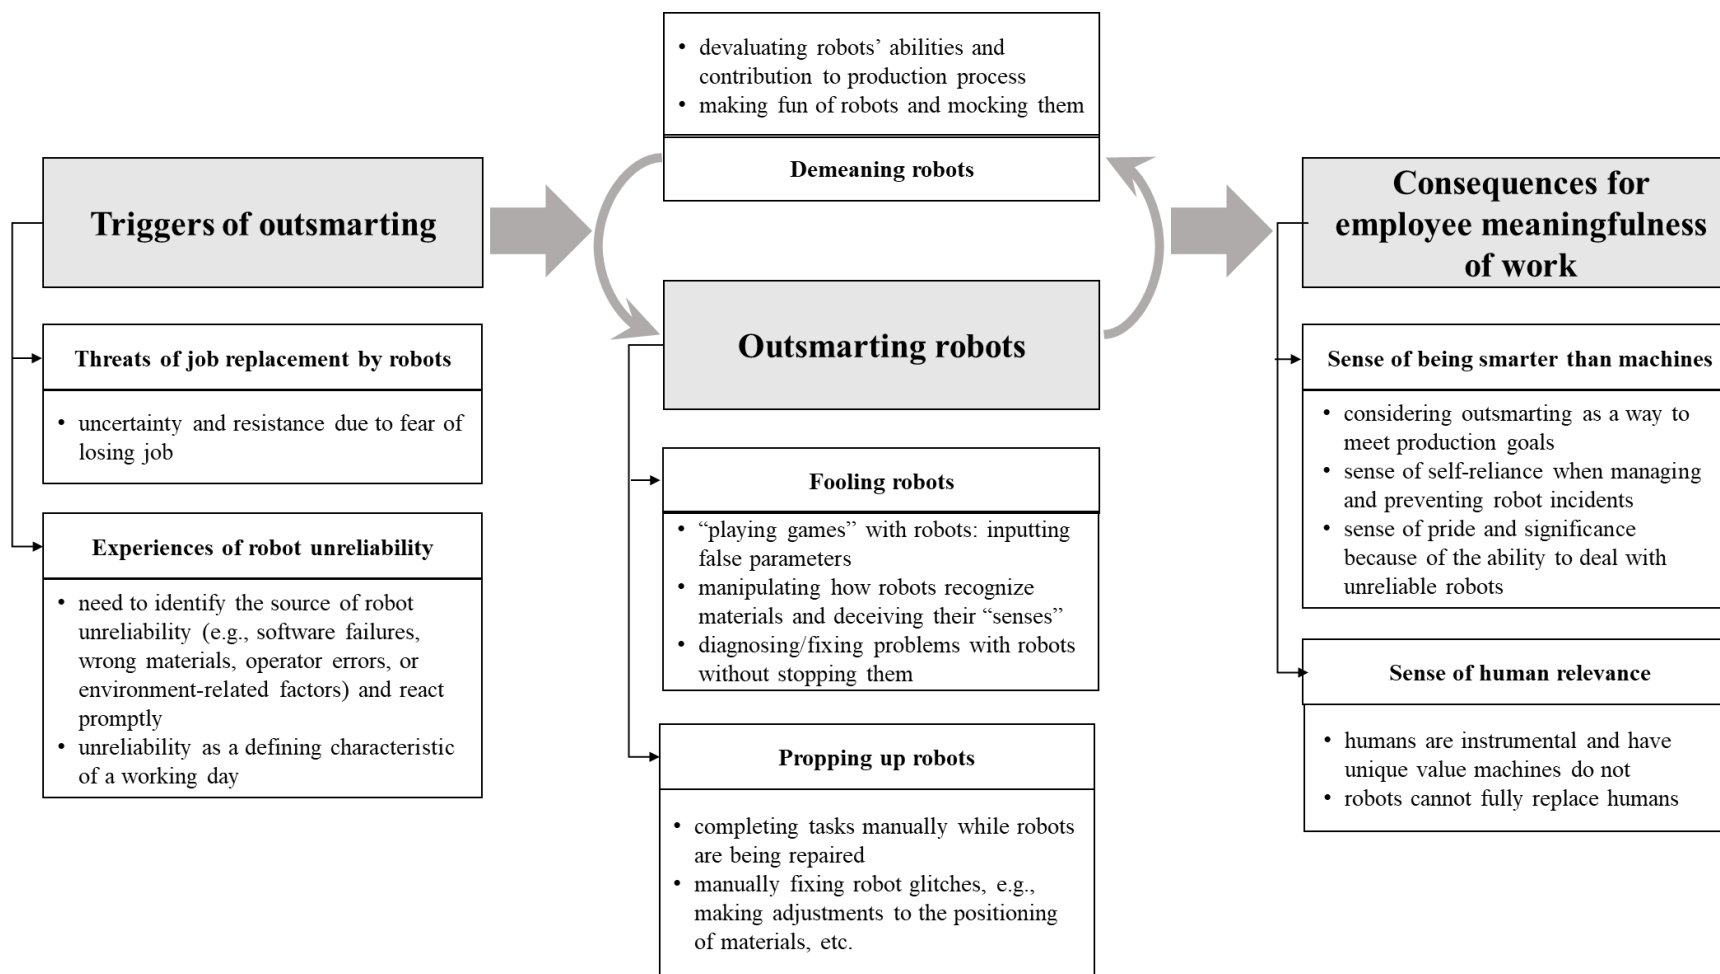 Triggers of outsmarting
Threats of job replacement by robots
• uncertainty and resistance due to fear of
losing job
Experiences of robot unreliability
• need to identify the source of robot
unreliability (e.g., software failures,
wrong materials, operator errors, or
environment-related factors) and react
promptly
• unreliability as a defining characteristic
of a working day
• devaluating robots’ abilities and
contribution to production process
• making fun of robots and mocking them
Demeaning robots
Outsmarting robots
Fooling robots
• “playing games” with robots: inputting
false parameters
• manipulating how robots recognize
materials and deceiving their “senses”
• diagnosing/fixing problems with robots
without stopping them
Propping up robots
• completing tasks manually while robots
are being repaired
• manually fixing robot glitches, e.g.,
making adjustments to the positioning
of materials, etc.
Consequences for
employee meaningfulness
of work
Sense of being smarter than machines
• considering outsmarting as a way to
meet production goals
• sense of self-reliance when managing
and preventing robot incidents
• sense of pride and significance
because of the ability to deal with
unreliable robots
Sense of human relevance
• humans are instrumental and have
unique value machines do not
• robots cannot fully replace humans